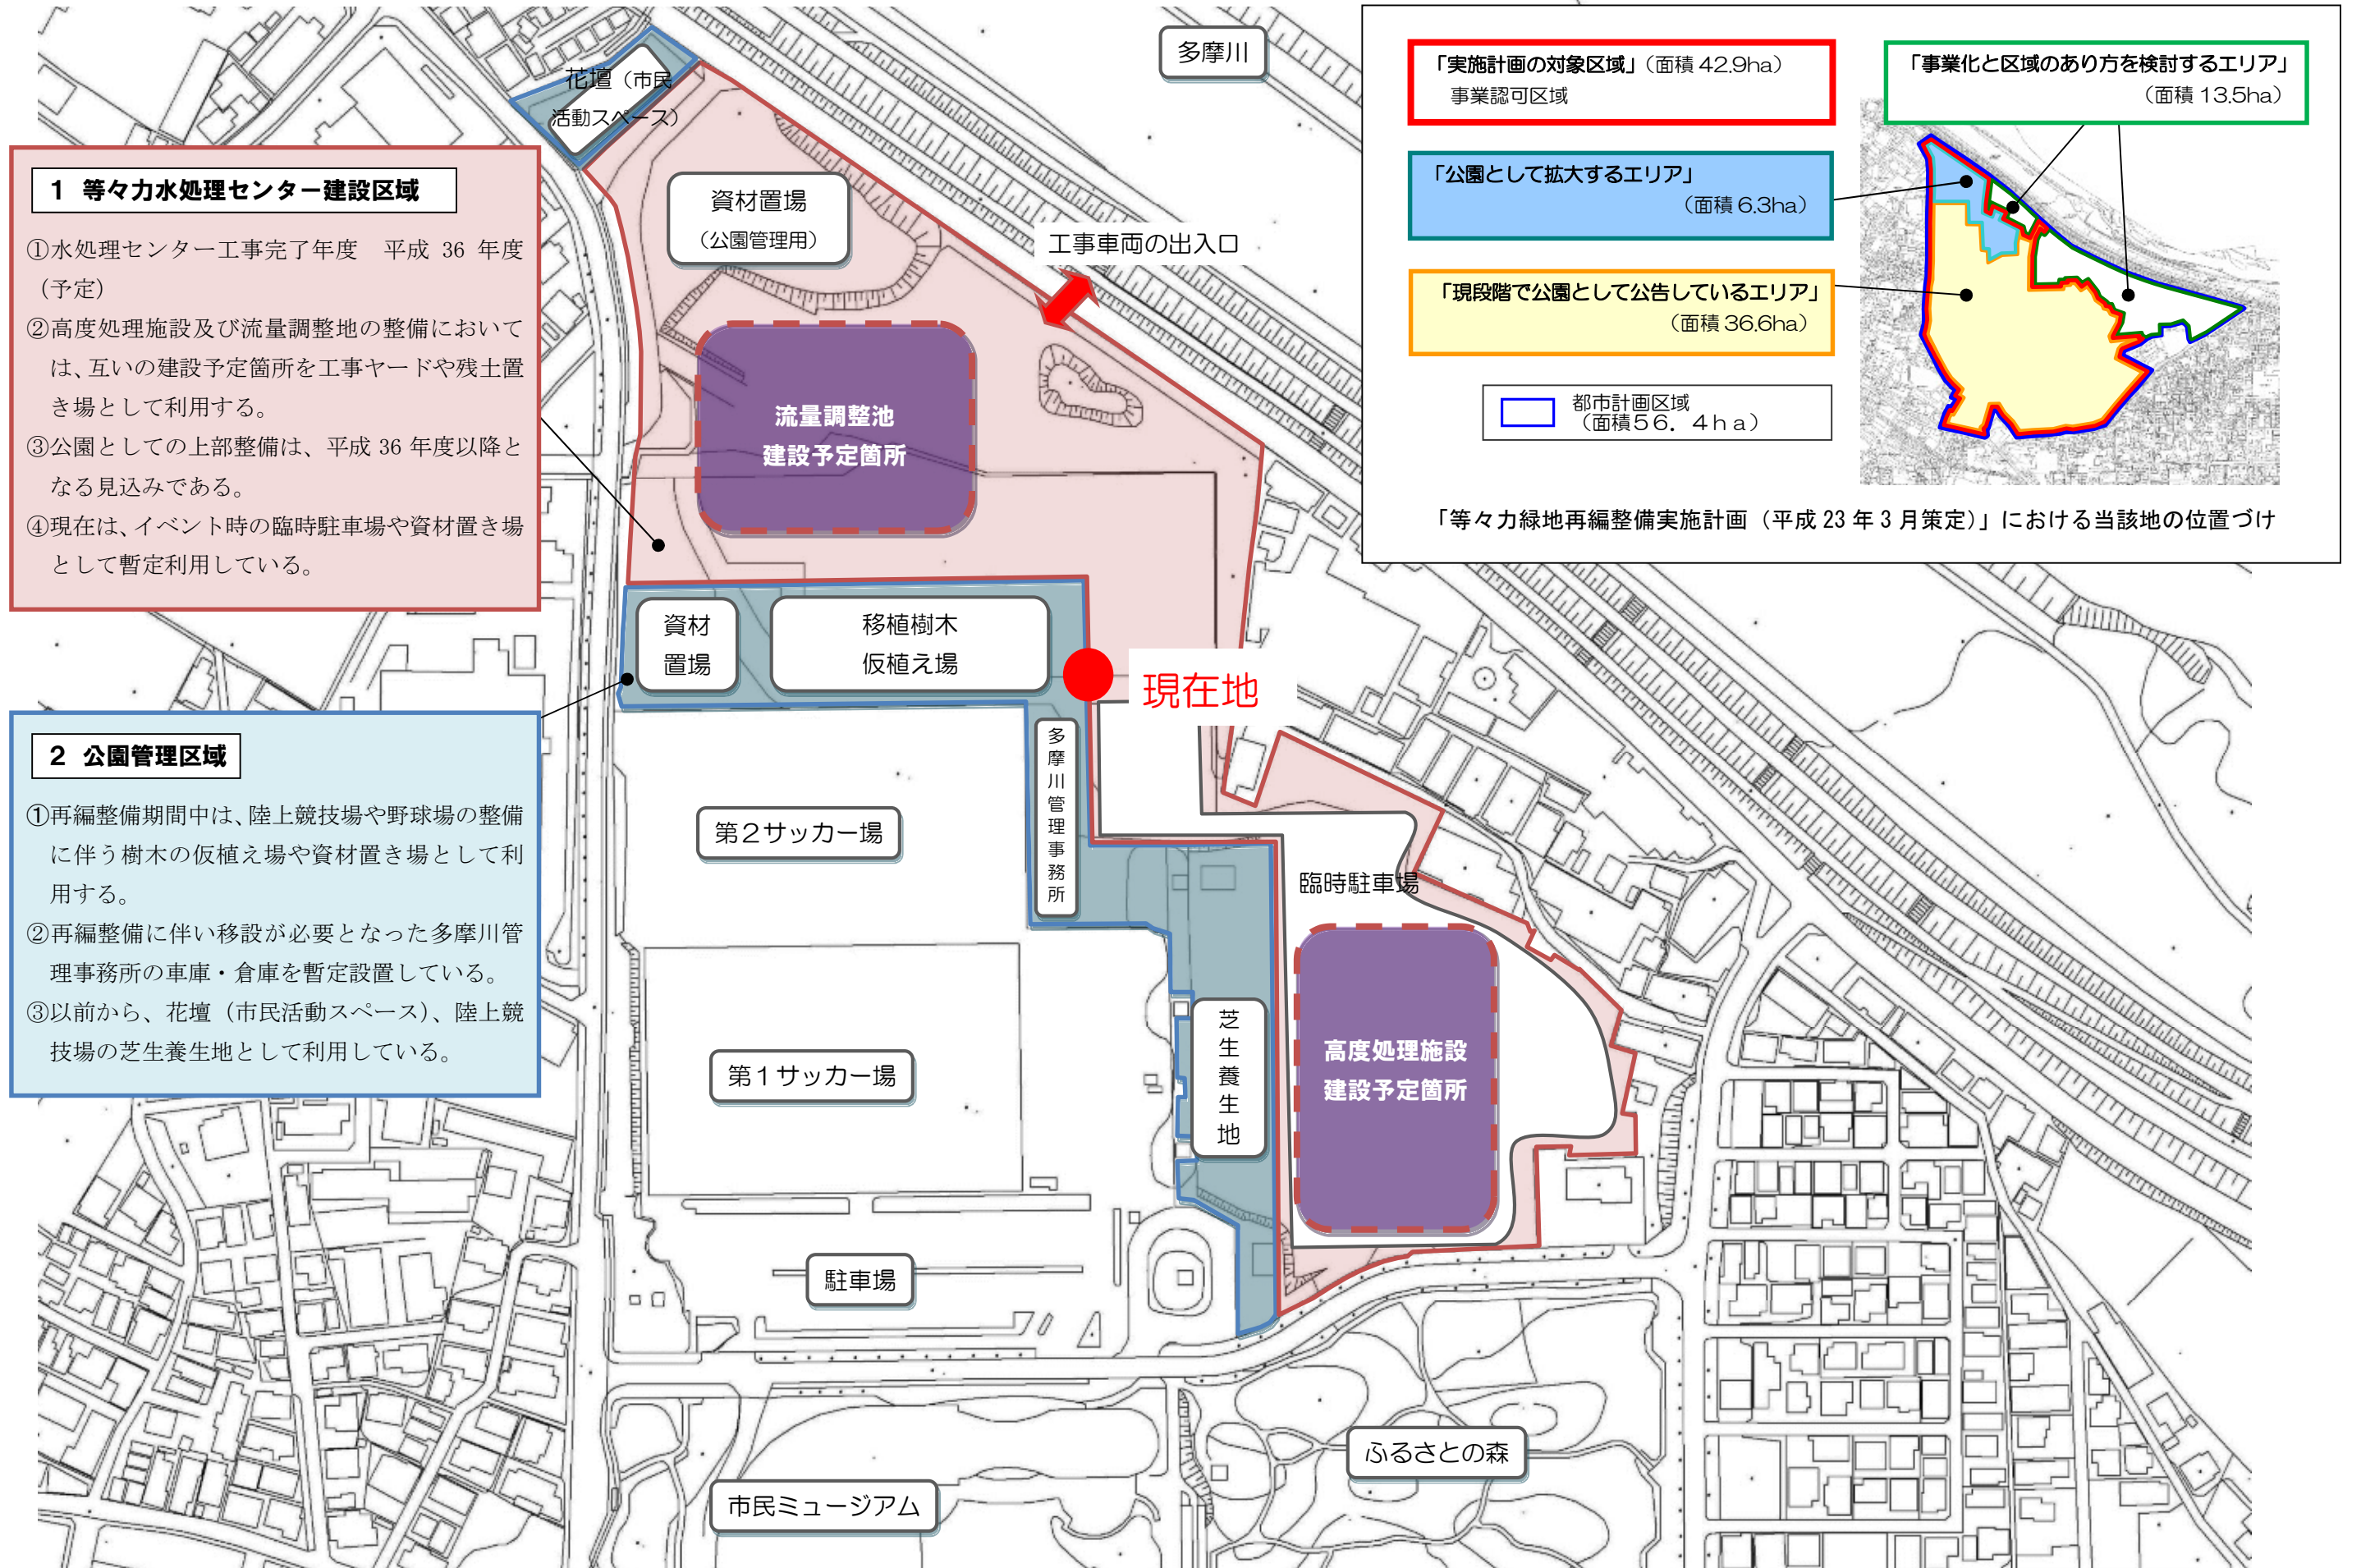 多摩川
花壇（市民
活動スペース）
1 等々力水処理センター建設区域
①水処理センター工事完了年度　平成 36 年度
（予定）
②高度処理施設及び流量調整地の整備において
は、互いの建設予定箇所を工事ヤードや残土置
き場として利用する。
③公園としての上部整備は、平成 36 年度以降と
なる見込みである。
④現在は、イベント時の臨時駐車場や資材置き場
として暫定利用している。
資材置場
（公園管理用）
工事車両の出入口
流量調整池
建設予定箇所
「実施計画の対象区域」（面積 42.9ha）
事業認可区域
「事業化と区域のあり方を検討するエリア」
（面積 13.5ha）
「公園として拡大するエリア」
（面積 6.3ha）
「現段階で公園として公告しているエリア」
（面積 36.6ha）
都市計画区域
（面積５６．４ｈａ）
「等々力緑地再編整備実施計画（平成 23 年 3 月策定）」における当該地の位置づけ
資材
置場
移植樹木
仮植え場
現在地
2 公園管理区域
①再編整備期間中は、陸上競技場や野球場の整備
に伴う樹木の仮植え場や資材置き場として利
用する。
②再編整備に伴い移設が必要となった多摩川管
理事務所の車庫・倉庫を暫定設置している。
③以前から、花壇（市民活動スペース）、陸上競
技場の芝生養生地として利用している。
多摩川管理事務所
第２サッカー場
臨時駐車場
芝生養生地
高度処理施設
建設予定箇所
第１サッカー場
駐車場
ふるさとの森
市民ミュージアム